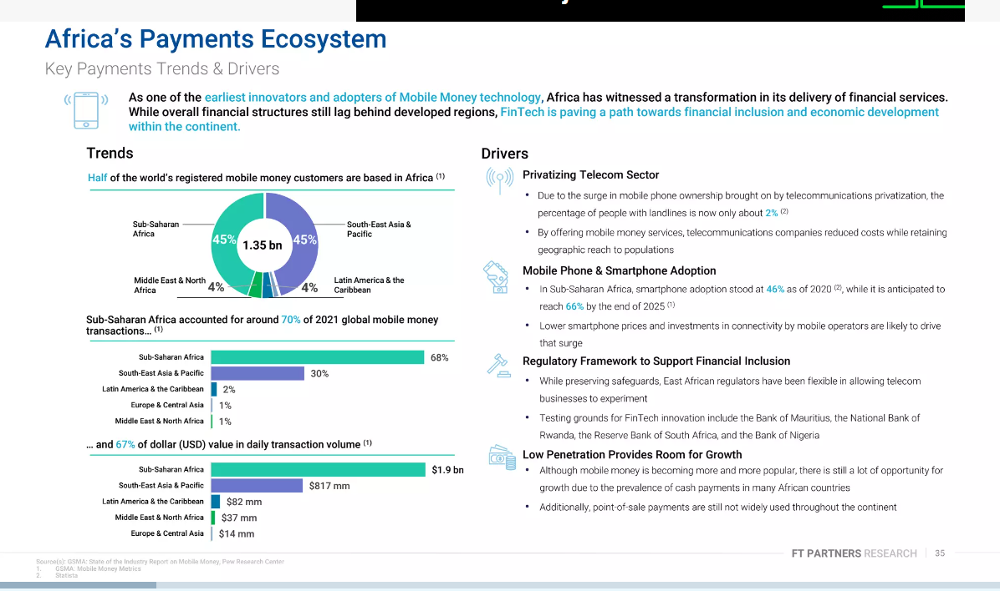 Africa’s Payments Ecosystem
Key Payments Trends & Drivers
As one of the earliest innovators and adopters of Mobile Money technology, Africa has witnessed a transformation in its delivery of financial services.
While overall financial structures still lag behind developed regions, FinTech is paving a path towards financial inclusion and economic development
within the continent.
Trends
Half of the world’s registered mobile money customers are based in Africa (1)
Sub-Saharan
Africa
45%
1.35 bn
45%
South-East Asia &
Pacific
Middle East & North
Africa
4%
4%
Latin America & the
Caribbean
Sub-Saharan Africa accounted for around 70% of 2021 global mobile money
transactions… (1)
Sub-Saharan Africa 68%
South-East Asia & Pacific 30%
Latin America & the Caribbean 2%
Europe & Central Asia 1%
Middle East & North Africa 1%
… and 67% of dollar (USD) value in daily transaction volume (1)
Sub-Saharan Africa $1.9 bn
South-East Asia & Pacific $817 mm
Latin America & the Caribbean $82 mm
Middle East & North Africa $37 mm
Europe & Central Asia $14 mm
Drivers
Privatizing Telecom Sector
• Due to the surge in mobile phone ownership brought on by telecommunications privatization, the
percentage of people with landlines is now only about 2% (2)
• By offering mobile money services, telecommunications companies reduced costs while retaining
geographic reach to populations
Mobile Phone & Smartphone Adoption
• In Sub-Saharan Africa, smartphone adoption stood at 46% as of 2020 (2), while it is anticipated to
reach 66% by the end of 2025 (1)
• Lower smartphone prices and investments in connectivity by mobile operators are likely to drive
that surge
Regulatory Framework to Support Financial Inclusion
• While preserving safeguards, East African regulators have been flexible in allowing telecom
businesses to experiment
• Testing grounds for FinTech innovation include the Bank of Mauritius, the National Bank of
Rwanda, the Reserve Bank of South Africa, and the Bank of Nigeria
Low Penetration Provides Room for Growth
• Although mobile money is becoming more and more popular, there is still a lot of opportunity for
growth due to the prevalence of cash payments in many African countries
• Additionally, point-of-sale payments are still not widely used throughout the continent
FT PARTNERS RESEARCH | 35
Source(s): GSMA: State of the Industry Report on Mobile Money, Pew Research Center
1. GSMA. Mobile Money Metrics
2. Statista